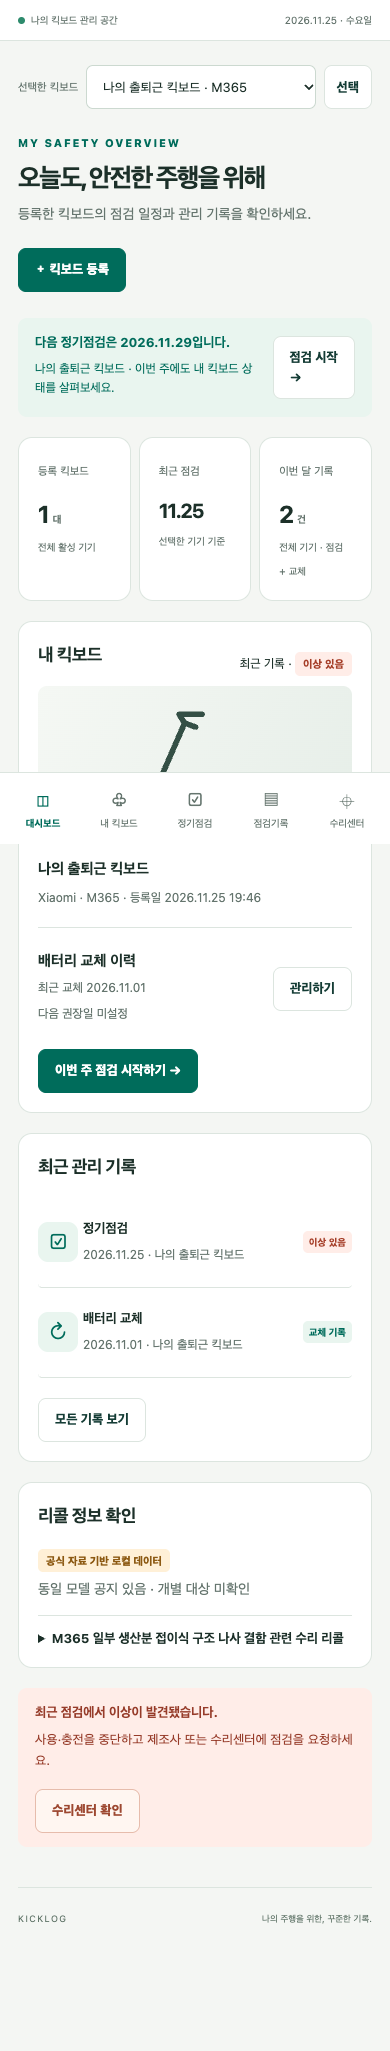 나의 킥보드 관리 공간
2026.11.25 · 수요일
선택한 킥보드
나의 출퇴근 킥보드 · M365
선택
MY SAFETY OVERVIEW
오늘도, 안전한 주행을 위해
등록한 킥보드의 점검 일정과 관리 기록을 확인하세요.
+ 킥보드 등록
다음 정기점검은 2026.11.29입니다.
나의 출퇴근 킥보드 · 이번 주에도 내 킥보드 상
태를 살펴보세요.
점검 시작
→
등록 킥보드
1 대
전체 활성 기기
최근 점검
11.25
선택한 기기 기준
이번 달 기록
2 건
전체 기기 · 점검
+ 교체
내 킥보드
최근 기록 · 이상 있음
대시보드
내 킥보드
정기점검
점검기록
수리센터
나의 출퇴근 킥보드
Xiaomi · M365 · 등록일 2026.11.25 19:46
배터리 교체 이력
최근 교체 2026.11.01
다음 권장일 미설정
관리하기
이번 주 점검 시작하기 →
최근 관리 기록
정기점검
2026.11.25 · 나의 출퇴근 킥보드
이상 있음
배터리 교체
2026.11.01 · 나의 출퇴근 킥보드
교체 기록
모든 기록 보기
리콜 정보 확인
공식 자료 기반 로컬 데이터
동일 모델 공지 있음 · 개별 대상 미확인
▶ M365 일부 생산분 접이식 구조 나사 결함 관련 수리 리콜
최근 점검에서 이상이 발견됐습니다.
사용·충전을 중단하고 제조사 또는 수리센터에 점검을 요청하세
요.
수리센터 확인
KICKLOG
나의 주행을 위한, 꾸준한 기록.